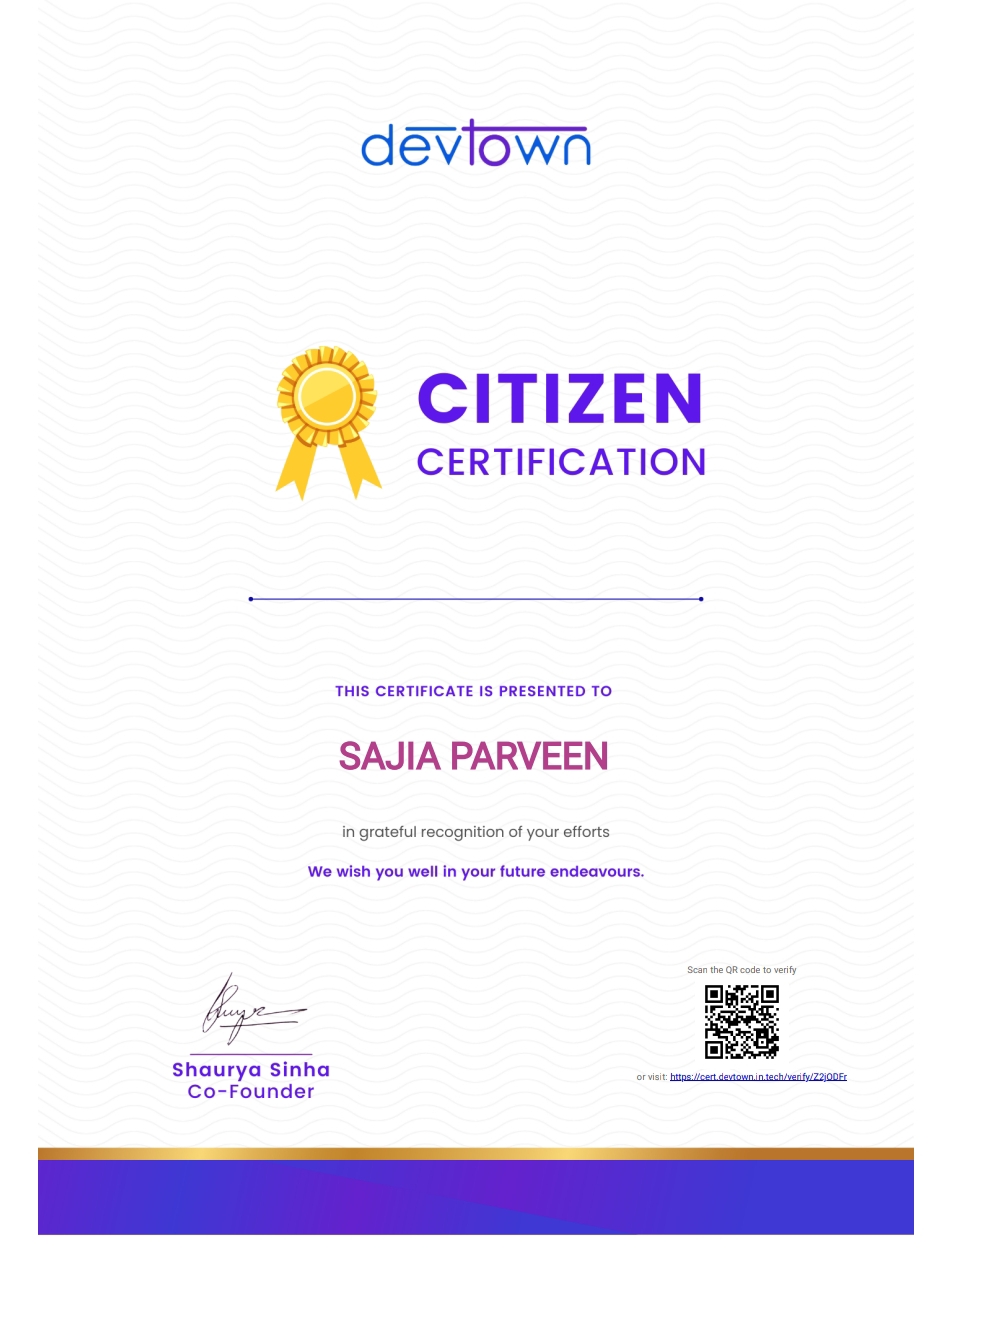 devtown
CITIZEN
CERTIFICATION
THIS CERTIFICATE IS PRESENTED TO
SAJIA PARVEEN
in grateful recognition of your efforts
We wish you well in your future endeavours.
Shaurya Sinha
Co-Founder
Scan the QR code to verify
or visit: https://cert.devtown.in.tech/verify/Z2jODFr